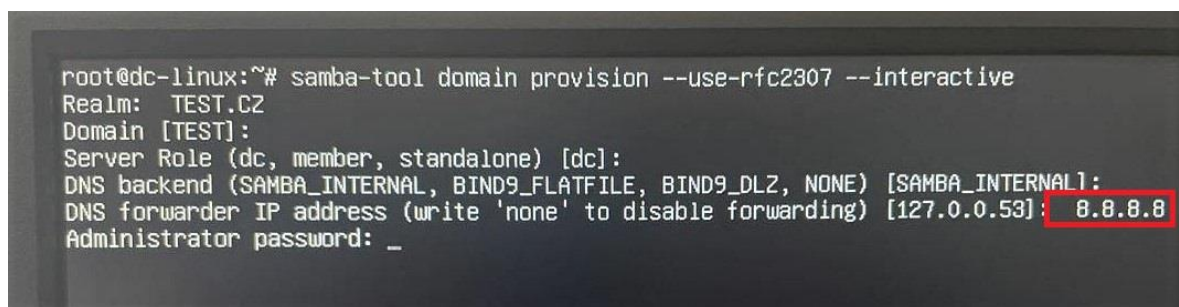 root@dc-linux:~# samba-tool domain provision --use-rfc2307 --interactive
Realm: TEST.CZ
Domain [TEST]:
Server Role (dc, member, standalone) [dc]:
DNS backend (SAMBA_INTERNAL, BIND9_FLATFILE, BIND9_DLZ, NONE) [SAMBA_INTERNAL]:
DNS forwarder IP address (write 'none' to disable forwarding) [127.0.0.53]: 8.8.8.8
Administrator password: _